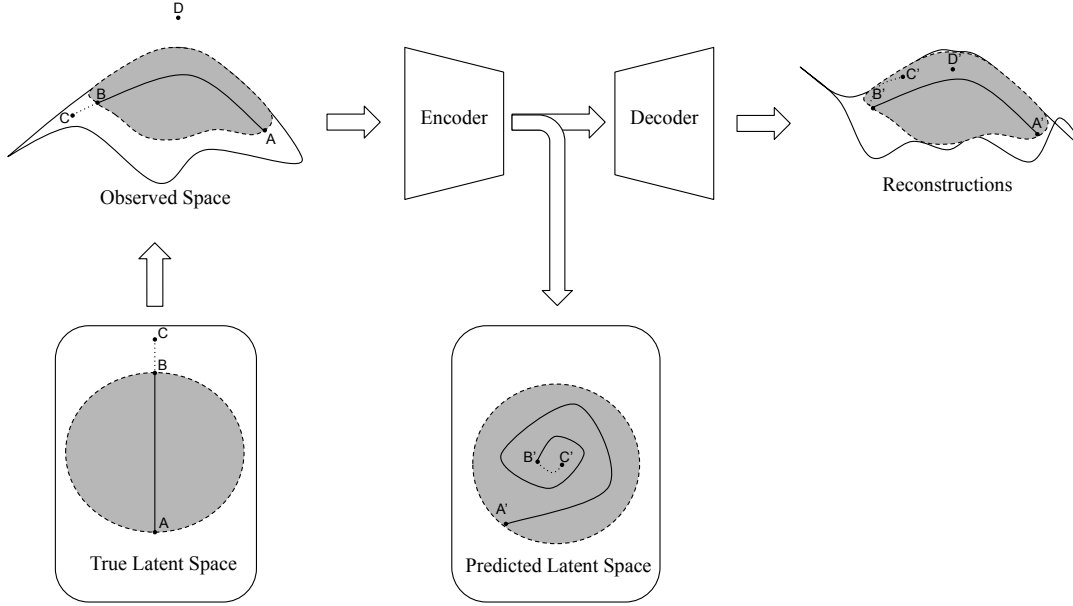 D
B
C
A
Observed Space
Encoder
Decoder
D'
C'
B'
A'
Reconstructions
C
B
A
True Latent Space
B'
C'
A'
Predicted Latent Space